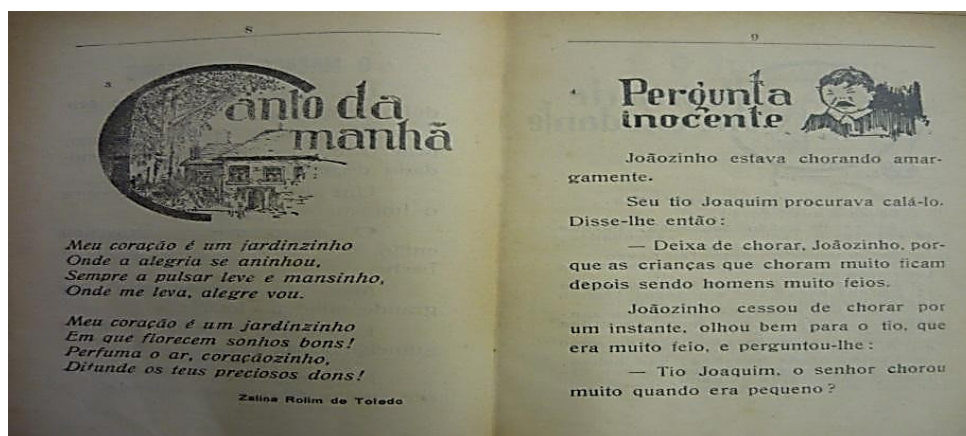 8
3
Canto da
manhã
Meu coração é um jardinzinho
Onde a alegria se aninhou,
Sempre a pulsar leve e mansinho,
Onde me leva, alegre vou.
Meu coração é um jardinzinho
Em que florecem sonhos bons!
Perfuma o ar, coraçãozinho,
Difunde os teus preciosos dons!
Zalina Rolim de Toledo
9
4
Pergunta
inocente
Joãozinho estava chorando amar-
gamente.
Seu tio Joaquim procurava calá-lo.
Disse-lhe então:
— Deixa de chorar, Joãozinho, por-
que as crianças que choram muito ficam
depois sendo homens muito feios.
Joãozinho cessou de chorar por
um instante, olhou bem para o tio, que
era muito feio, e perguntou-lhe:
— Tio Joaquim, o senhor chorou
muito quando era pequeno?